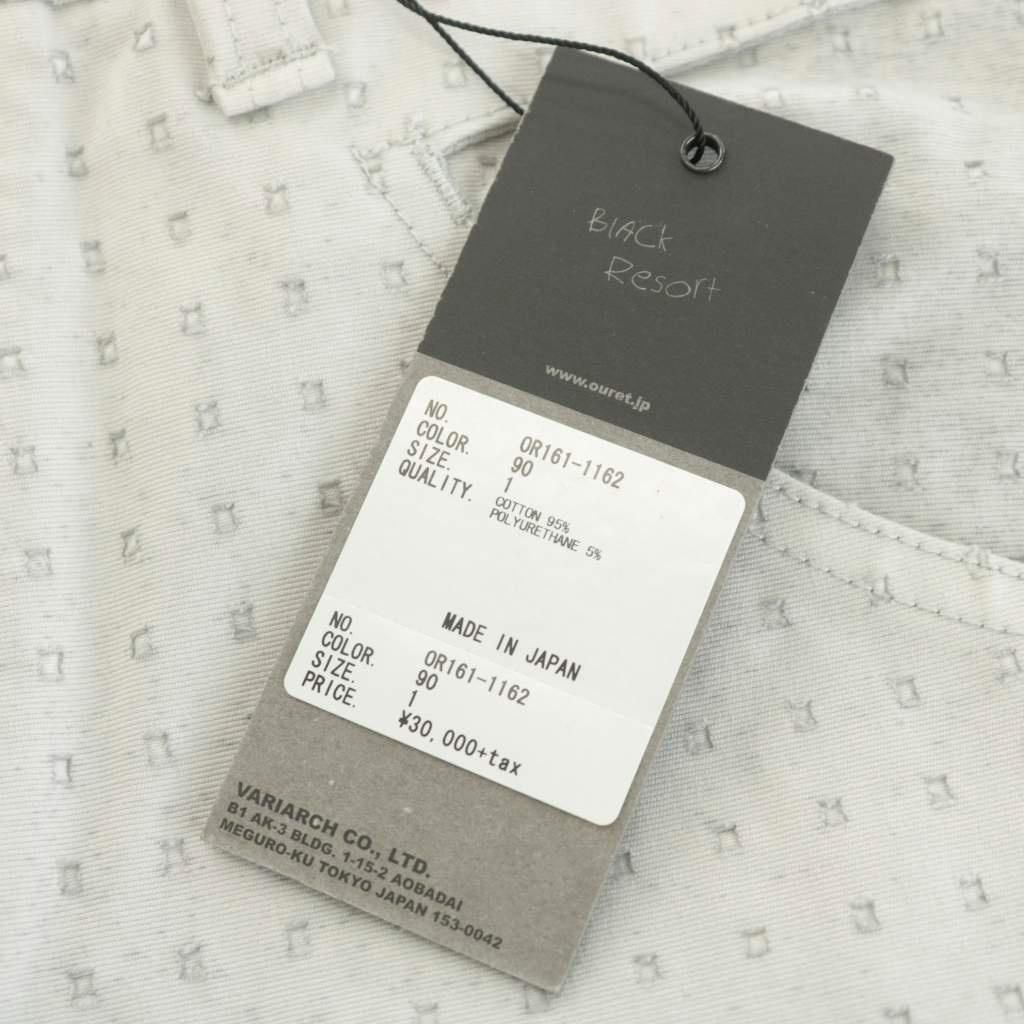 BlACk
Resort
www.ouret.jp
NO. OR161-1162
COLOR. 90
SIZE. 1
QUALITY. COTTON 95%
POLYURETHANE 5%
MADE IN JAPAN
NO. OR161-1162
COLOR. 90
SIZE. 1
PRICE. ¥30,000+tax
VARIARCH CO., LTD.
B1 AK-3 BLDG. 1-15-2 AOBADAI
MEGURO-KU TOKYO JAPAN 153-0042